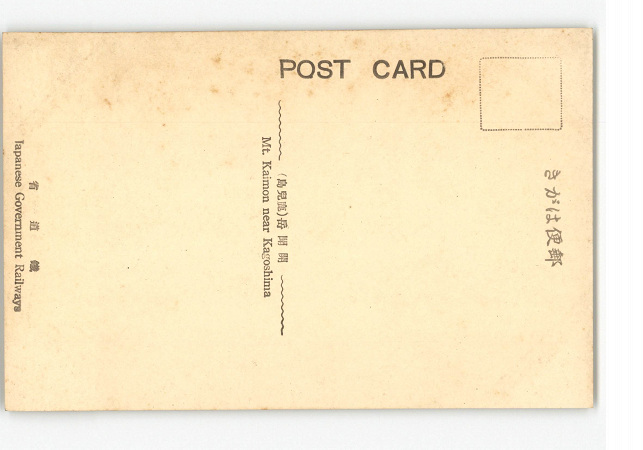 POST CARD
郵便はがき
開聞岳(鹿兒島)
Mt. Kaimon near Kagoshima
鐵道省
Japanese Government Railways